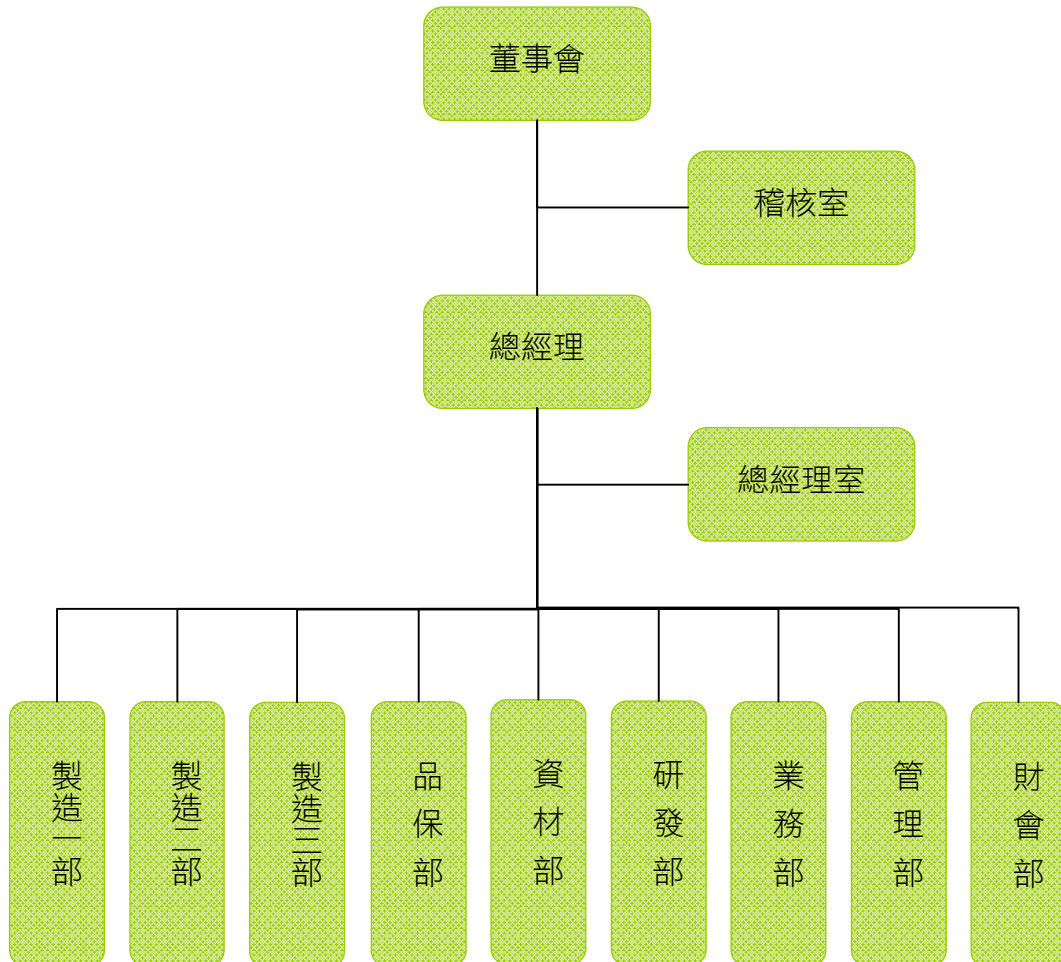 董事會
稽核室
總經理
總經理室
製造一部
製造二部
製造三部
品保部
資材部
研發部
業務部
管理部
財會部